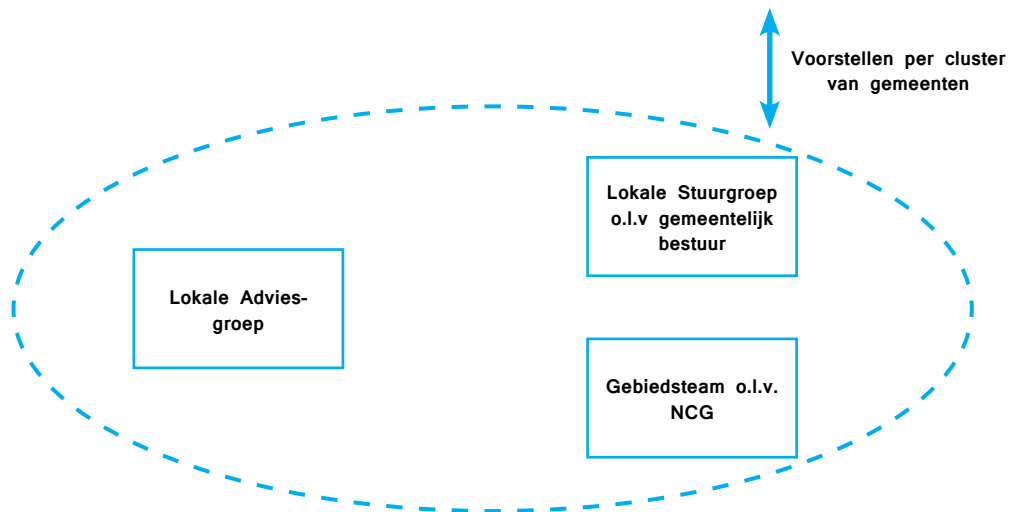 Voorstellen per cluster
van gemeenten
Lokale Stuurgroep
o.l.v gemeentelijk
bestuur
Lokale Advies-
groep
Gebiedsteam o.l.v.
NCG